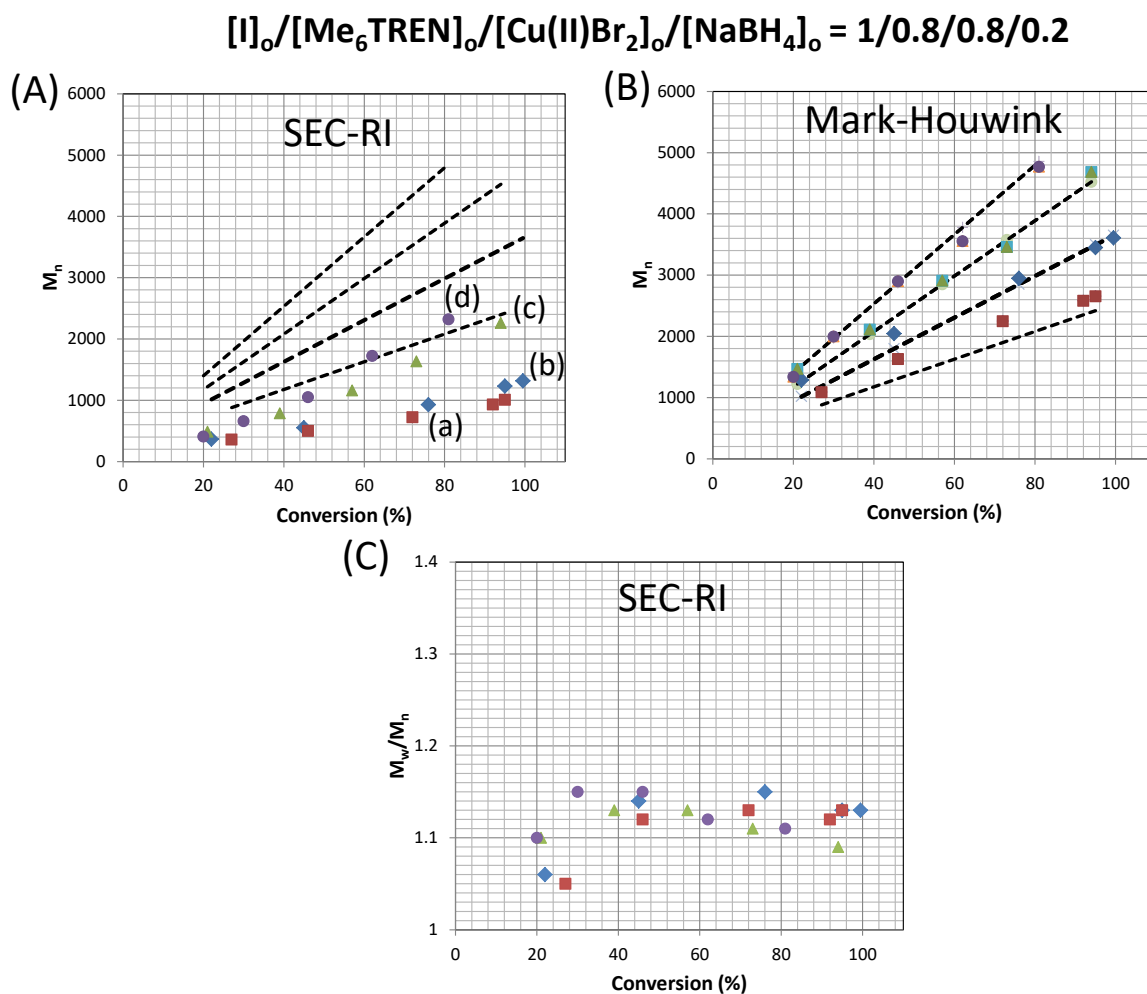 [I]ₒ/[Me₆TREN]ₒ/[Cu(II)Br₂]ₒ/[NaBH₄]ₒ = 1/0.8/0.8/0.2
(A)
SEC-RI
6000
5000
4000
3000
2000
1000
0
Mₙ
(d)
(c)
(b)
(a)
0 20 40 60 80 100
Conversion (%)
(B)
Mark-Houwink
6000
5000
4000
3000
2000
1000
0
Mₙ
0 20 40 60 80 100
Conversion (%)
(C)
SEC-RI
1.4
1.3
1.2
1.1
1
M_w/Mₙ
0 20 40 60 80 100
Conversion (%)